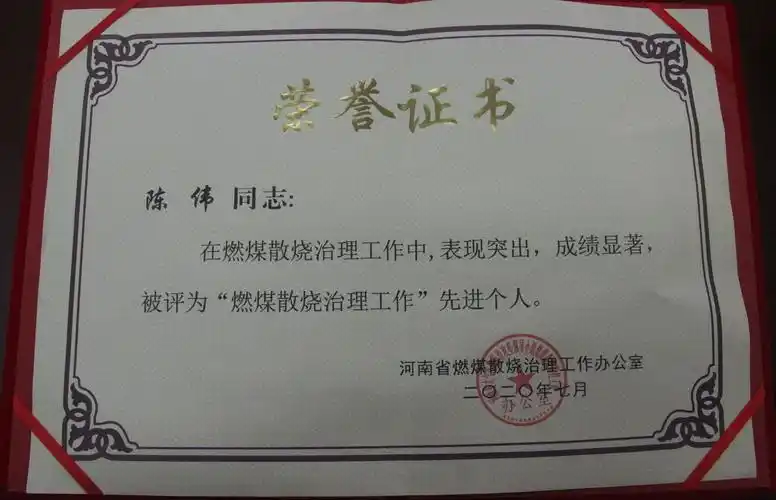 荣誉证书
陈 伟 同志:
在燃煤散烧治理工作中,表现突出，成绩显著，
被评为“燃煤散烧治理工作”先进个人。
河南省燃煤散烧治理工作办公室
二〇二〇年七月
办公室